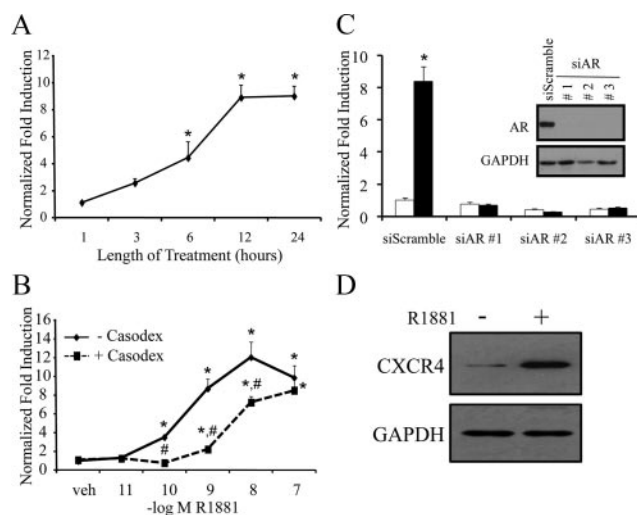 A
Normalized Fold Induction
12
10
8
6
4
2
0
*
*
*
1
3
6
12
24
Length of Treatment (hours)
B
Normalized Fold Induction
16
14
12
10
8
6
4
2
0
- Casodex
+ Casodex
*
*
*
*
#
*,#
*,#
*
veh
11
10
9
8
7
-log M R1881
C
Normalized Fold Induction
10
8
6
4
2
0
*
siScramble
siAR
# 1
# 2
# 3
AR
GAPDH
siScramble
siAR #1
siAR #2
siAR #3
D
R1881
-
+
CXCR4
GAPDH